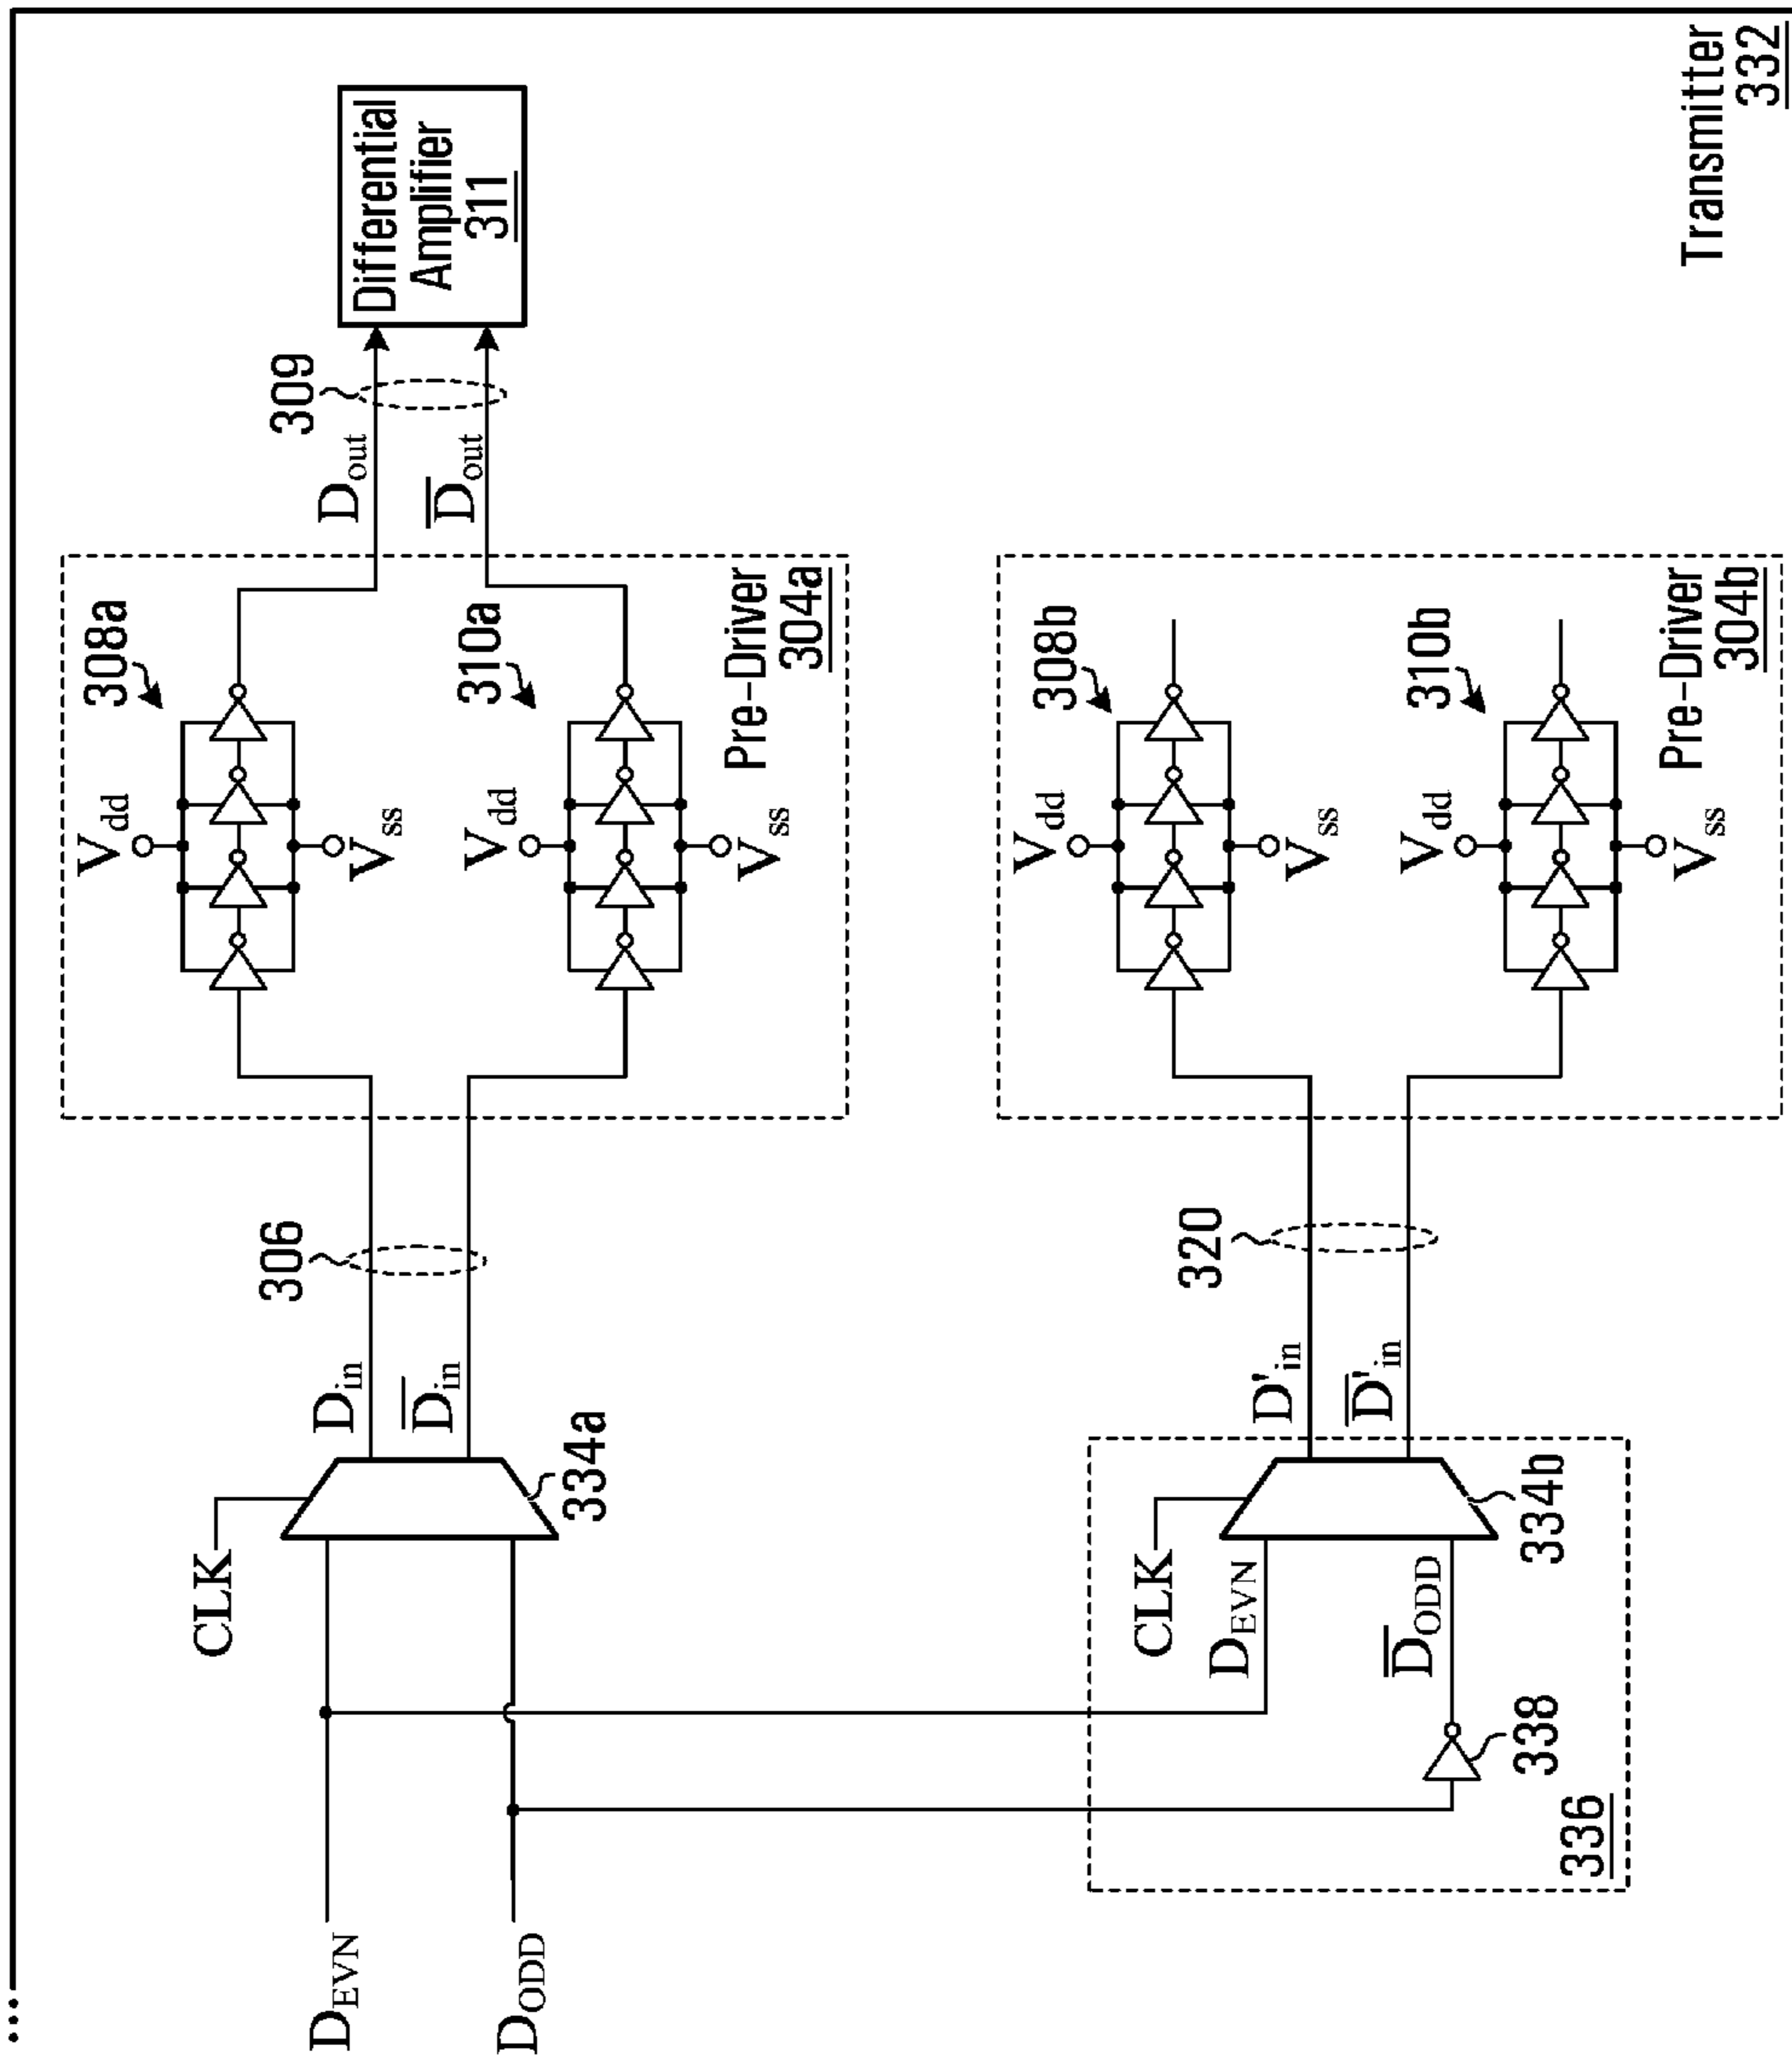 ...
D_EVN
D_ODD
CLK
334a
D_in
D̅_in
306
308a
V_dd
V_ss
310a
V_dd
V_ss
Pre-Driver
304a
D_out
D̅_out
309
Differential
Amplifier
311
336
338
CLK
D_EVN
D̅_ODD
334b
D'_in
D̅'_in
320
308b
V_dd
V_ss
310b
V_dd
V_ss
Pre-Driver
304b
Transmitter
332